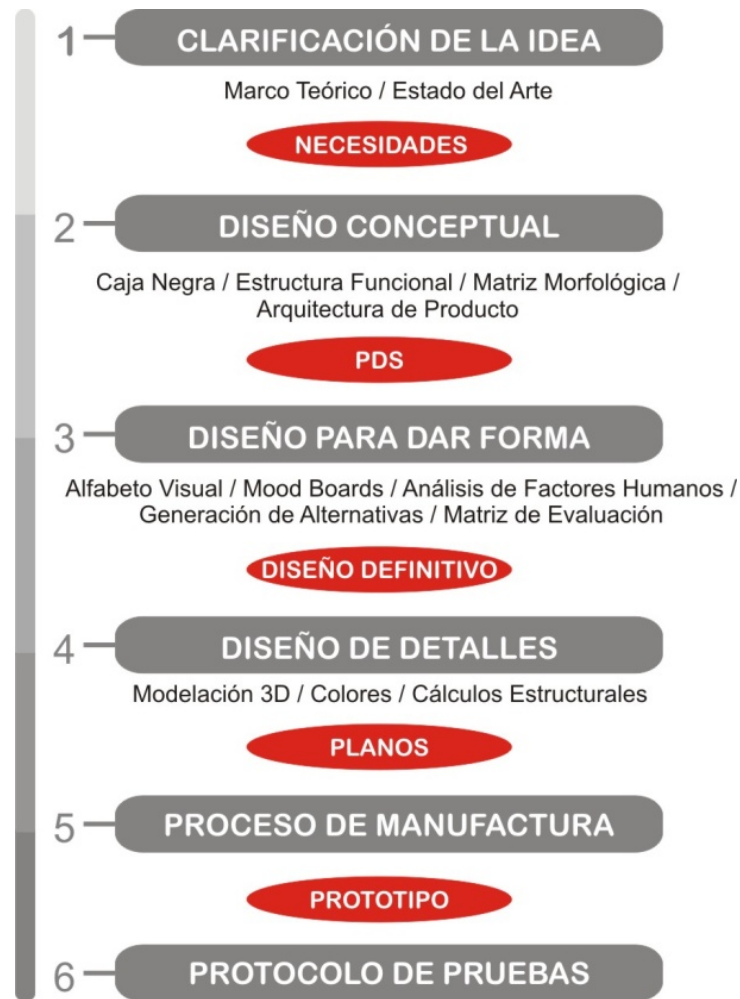 1 CLARIFICACIÓN DE LA IDEA
Marco Teórico / Estado del Arte
NECESIDADES
2 DISEÑO CONCEPTUAL
Caja Negra / Estructura Funcional / Matriz Morfológica /
Arquitectura de Producto
PDS
3 DISEÑO PARA DAR FORMA
Alfabeto Visual / Mood Boards / Análisis de Factores Humanos /
Generación de Alternativas / Matriz de Evaluación
DISEÑO DEFINITIVO
4 DISEÑO DE DETALLES
Modelación 3D / Colores / Cálculos Estructurales
PLANOS
5 PROCESO DE MANUFACTURA
PROTOTIPO
6 PROTOCOLO DE PRUEBAS